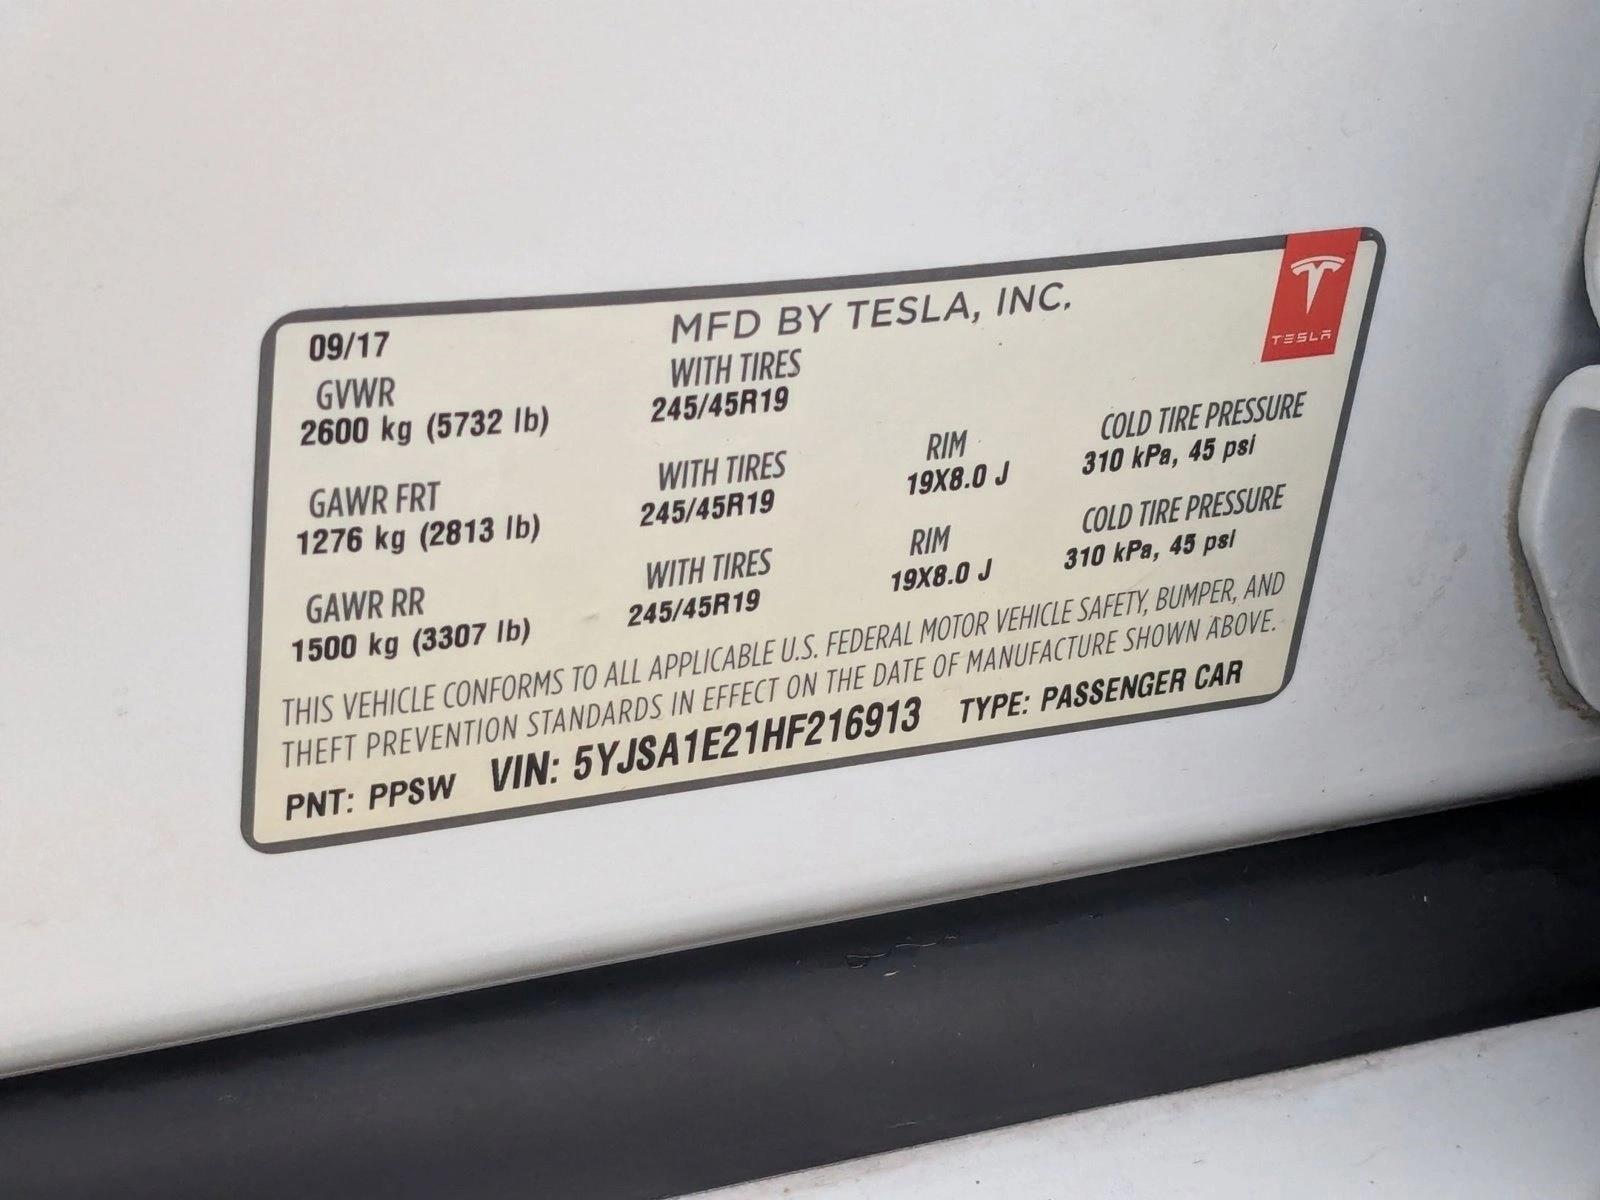 09/17
MFD BY TESLA, INC.
TESLA
GVWR
WITH TIRES
2600 kg (5732 lb)
245/45R19
GAWR FRT
WITH TIRES
RIM
COLD TIRE PRESSURE
1276 kg (2813 lb)
245/45R19
19X8.0 J
310 kPa, 45 psi
GAWR RR
WITH TIRES
RIM
COLD TIRE PRESSURE
1500 kg (3307 lb)
245/45R19
19X8.0 J
310 kPa, 45 psi
THIS VEHICLE CONFORMS TO ALL APPLICABLE U.S. FEDERAL MOTOR VEHICLE SAFETY, BUMPER, AND
THEFT PREVENTION STANDARDS IN EFFECT ON THE DATE OF MANUFACTURE SHOWN ABOVE.
PNT: PPSW VIN: 5YJSA1E21HF216913 TYPE: PASSENGER CAR